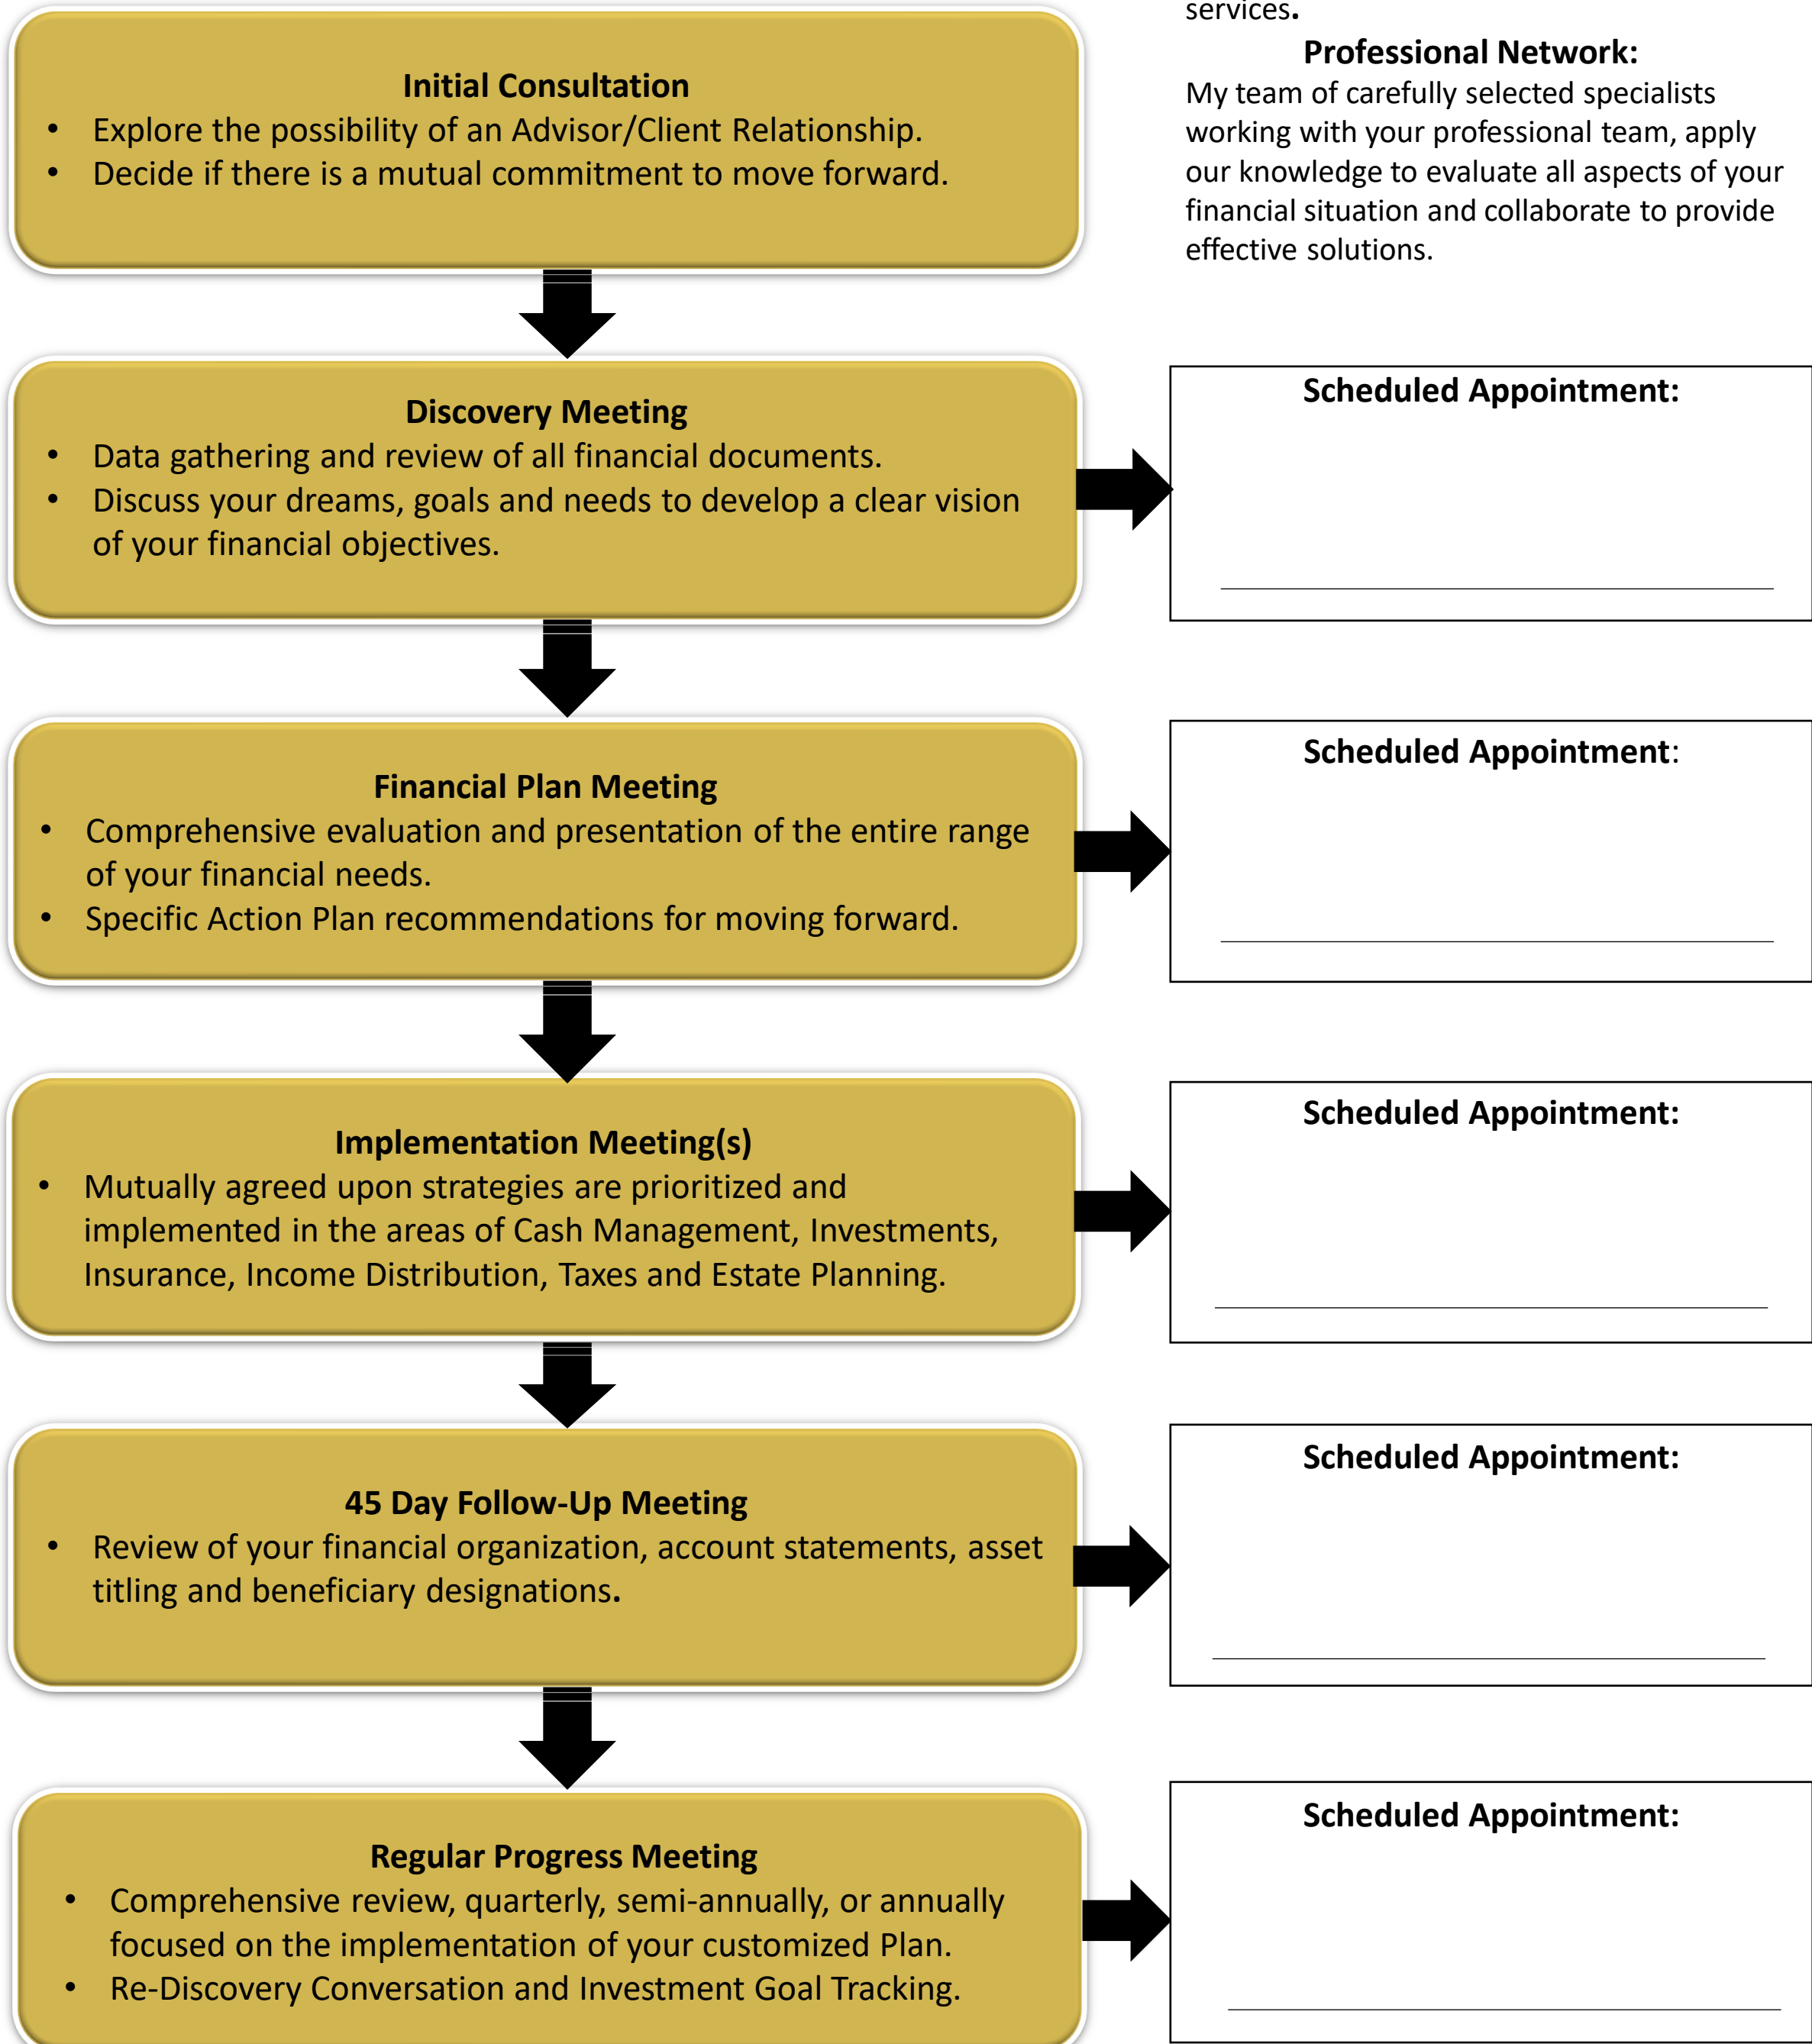 services.
Professional Network:
My team of carefully selected specialists
working with your professional team, apply
our knowledge to evaluate all aspects of your
financial situation and collaborate to provide
effective solutions.
Initial Consultation
• Explore the possibility of an Advisor/Client Relationship.
• Decide if there is a mutual commitment to move forward.
Discovery Meeting
• Data gathering and review of all financial documents.
• Discuss your dreams, goals and needs to develop a clear vision
of your financial objectives.
Scheduled Appointment:
Financial Plan Meeting
• Comprehensive evaluation and presentation of the entire range
of your financial needs.
• Specific Action Plan recommendations for moving forward.
Scheduled Appointment:
Implementation Meeting(s)
• Mutually agreed upon strategies are prioritized and
implemented in the areas of Cash Management, Investments,
Insurance, Income Distribution, Taxes and Estate Planning.
Scheduled Appointment:
45 Day Follow-Up Meeting
• Review of your financial organization, account statements, asset
titling and beneficiary designations.
Scheduled Appointment:
Regular Progress Meeting
• Comprehensive review, quarterly, semi-annually, or annually
focused on the implementation of your customized Plan.
• Re-Discovery Conversation and Investment Goal Tracking.
Scheduled Appointment: